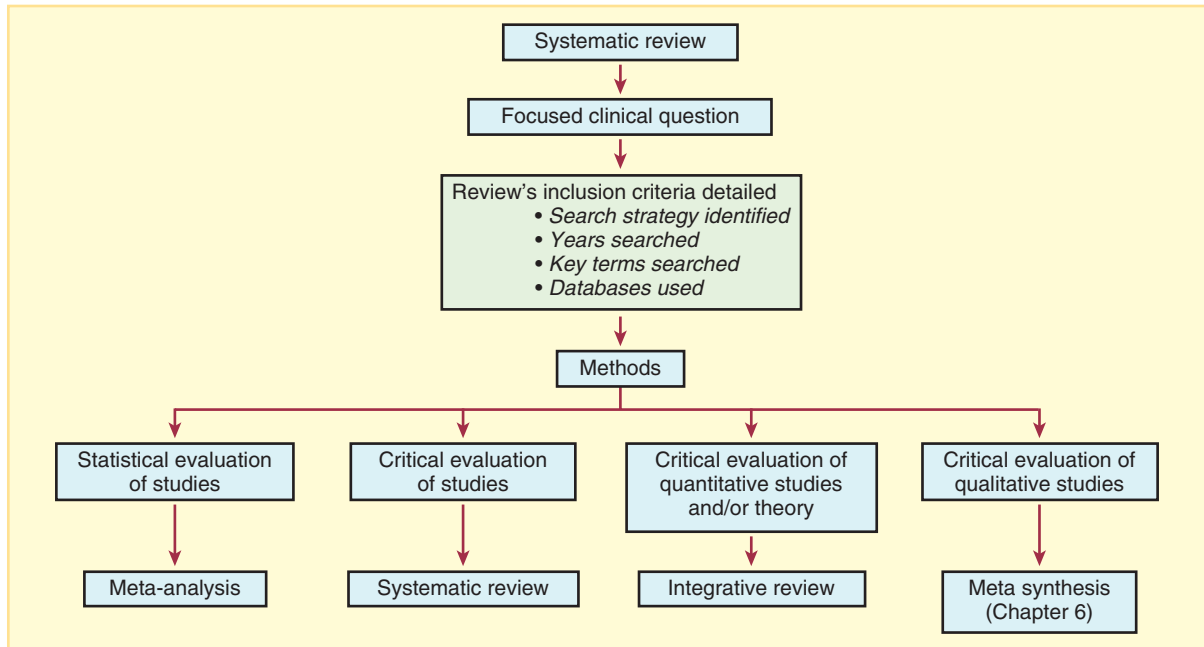 Systematic review
Focused clinical question
Review's inclusion criteria detailed
• Search strategy identified
• Years searched
• Key terms searched
• Databases used
Methods
Statistical evaluation
of studies
Critical evaluation
of studies
Critical evaluation of
quantitative studies
and/or theory
Critical evaluation of
qualitative studies
Meta-analysis
Systematic review
Integrative review
Meta synthesis
(Chapter 6)